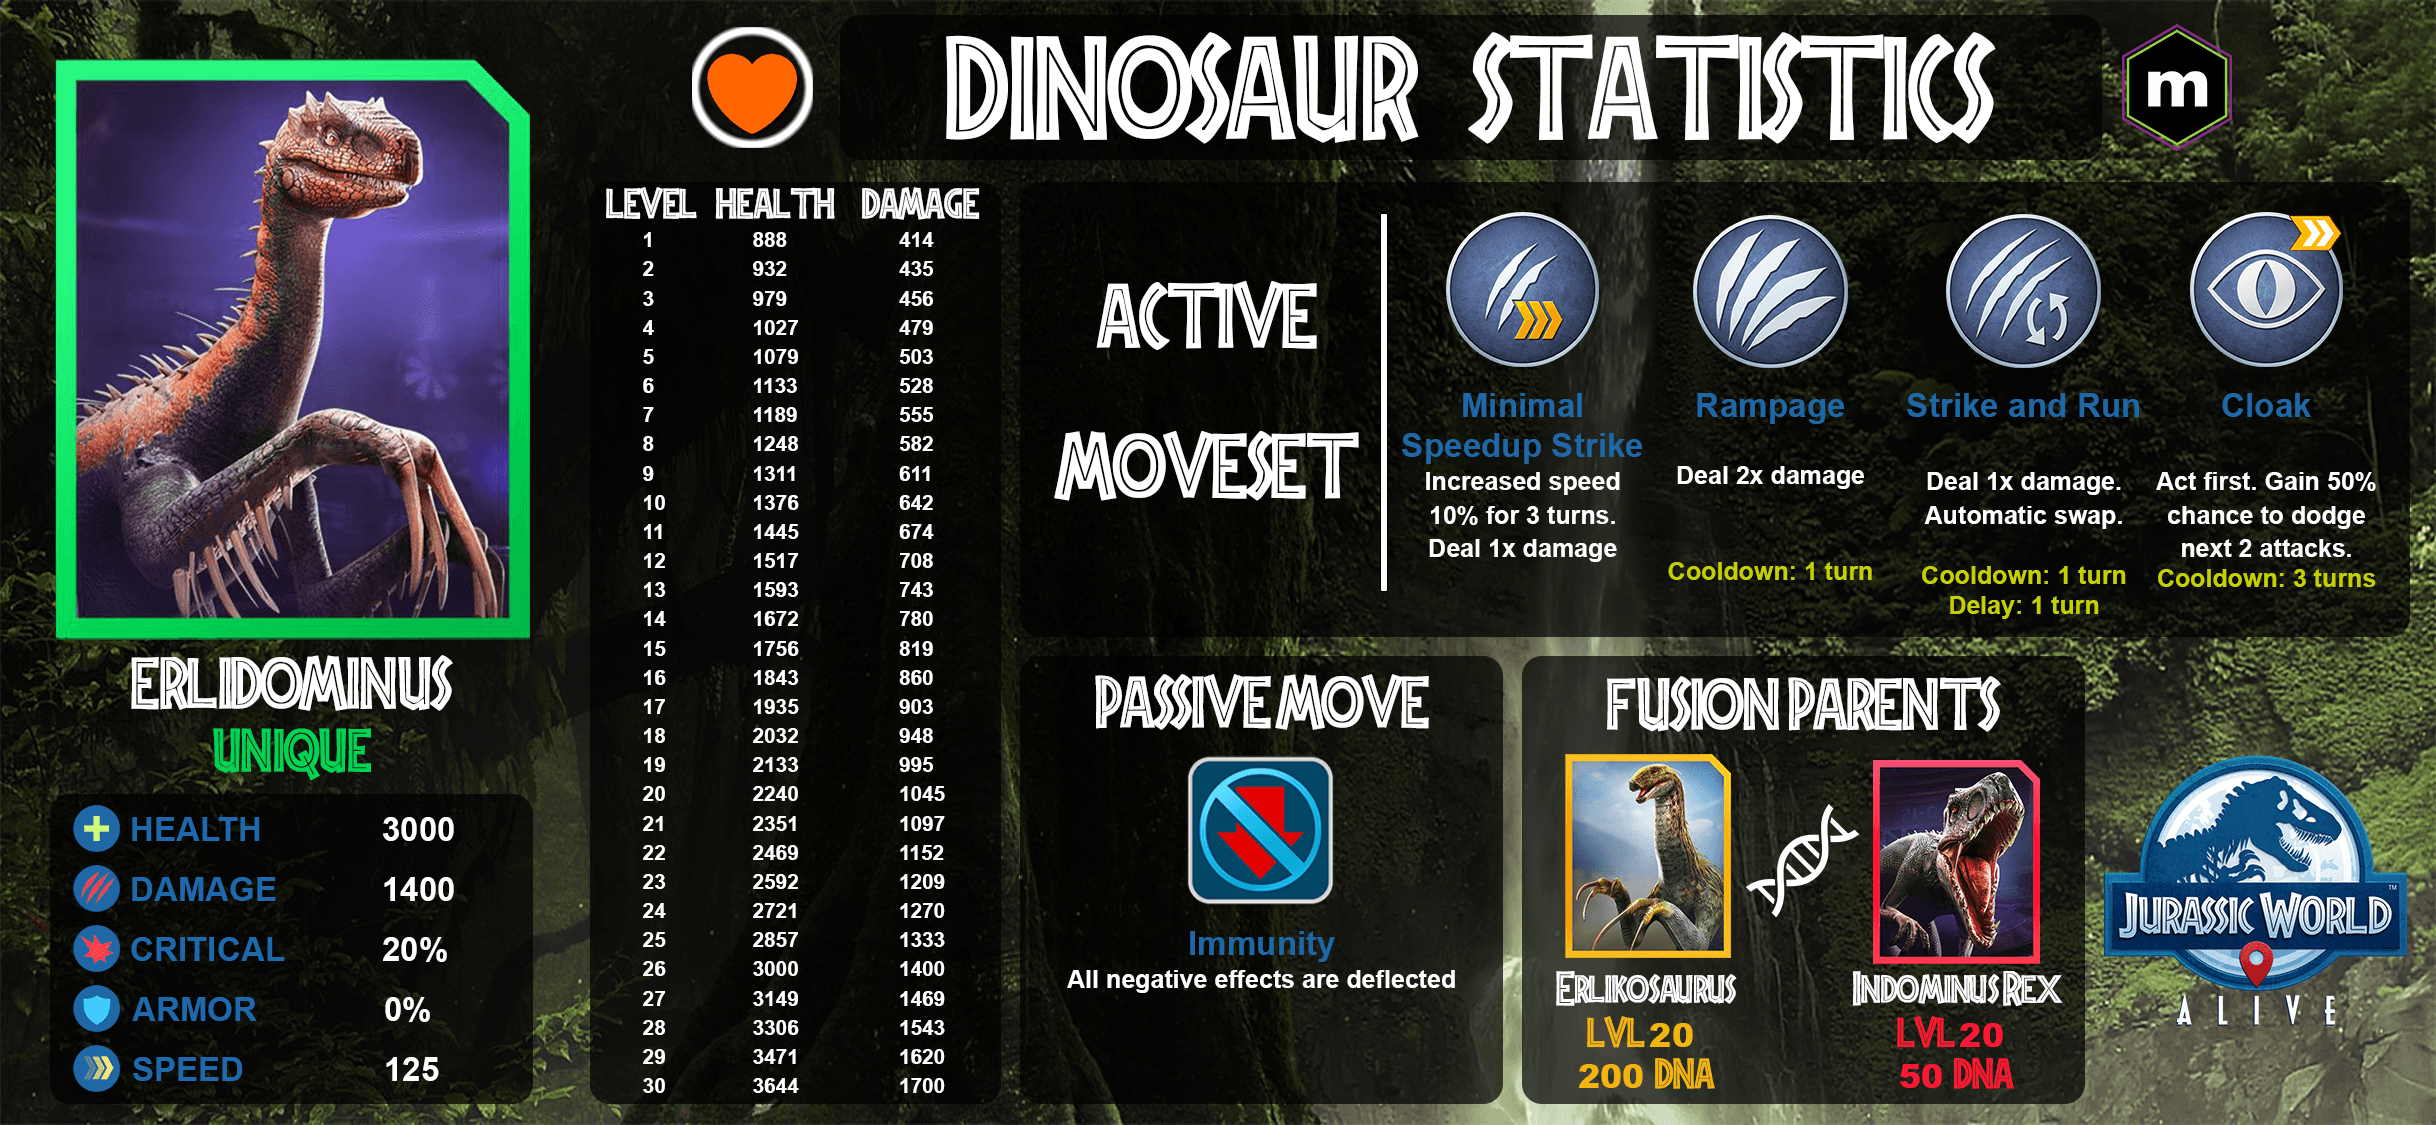 DINOSAUR STATISTICS
m
ERLIDOMINUS
UNIQUE
HEALTH 3000
DAMAGE 1400
CRITICAL 20%
ARMOR 0%
SPEED 125
LEVEL HEALTH DAMAGE
1 888 414
2 932 435
3 979 456
4 1027 479
5 1079 503
6 1133 528
7 1189 555
8 1248 582
9 1311 611
10 1376 642
11 1445 674
12 1517 708
13 1593 743
14 1672 780
15 1756 819
16 1843 860
17 1935 903
18 2032 948
19 2133 995
20 2240 1045
21 2351 1097
22 2469 1152
23 2592 1209
24 2721 1270
25 2857 1333
26 3000 1400
27 3149 1469
28 3306 1543
29 3471 1620
30 3644 1700
ACTIVE
MOVESET
Minimal
Speedup Strike
Increased speed
10% for 3 turns.
Deal 1x damage
Rampage
Deal 2x damage
Cooldown: 1 turn
Strike and Run
Deal 1x damage.
Automatic swap.
Cooldown: 1 turn
Delay: 1 turn
Cloak
Act first. Gain 50%
chance to dodge
next 2 attacks.
Cooldown: 3 turns
PASSIVE MOVE
Immunity
All negative effects are deflected
FUSION PARENTS
ERLIKOSAURUS
LVL 20
200 DNA
INDOMINUS REX
LVL 20
50 DNA
JURASSIC WORLD™
ALIVE